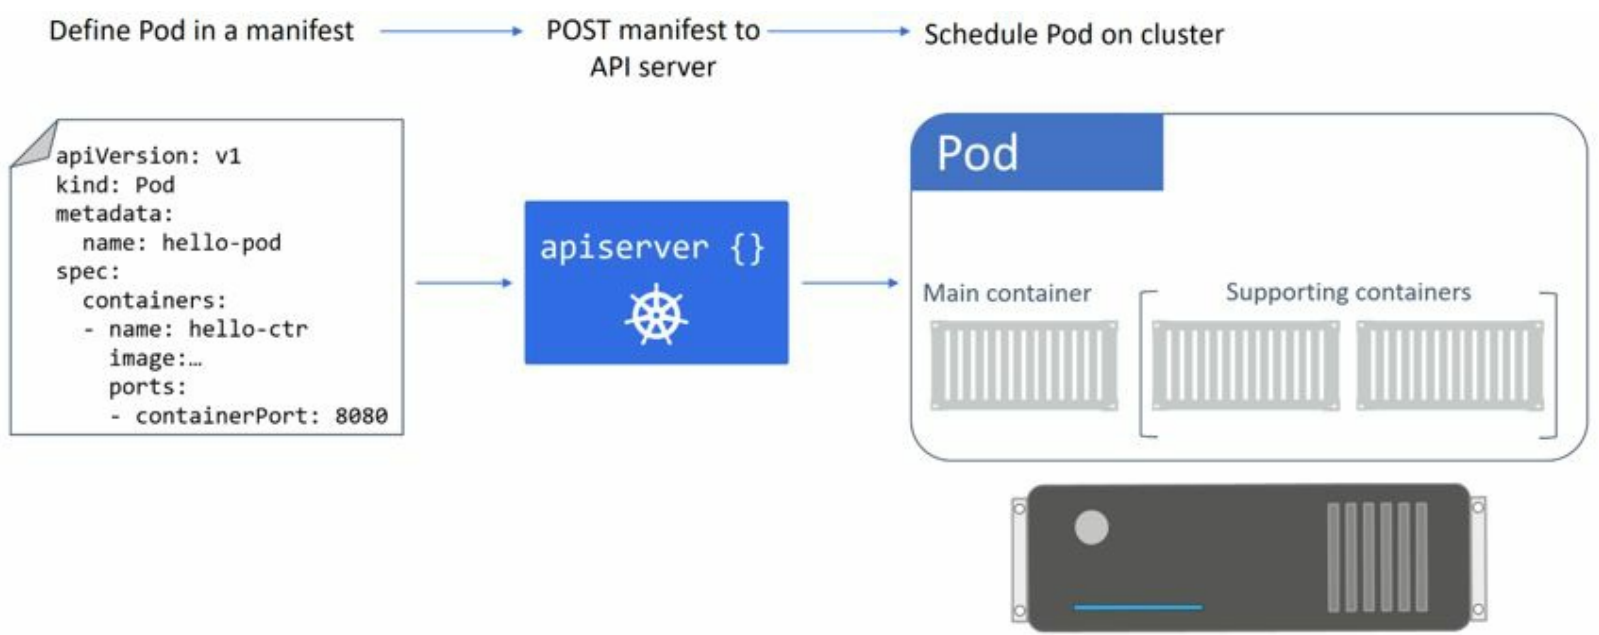 Define Pod in a manifest
POST manifest to
API server
Schedule Pod on cluster
apiVersion: v1
kind: Pod
metadata:
  name: hello-pod
spec:
  containers:
  - name: hello-ctr
    image:…
    ports:
    - containerPort: 8080
apiserver {}
Pod
Main container
Supporting containers